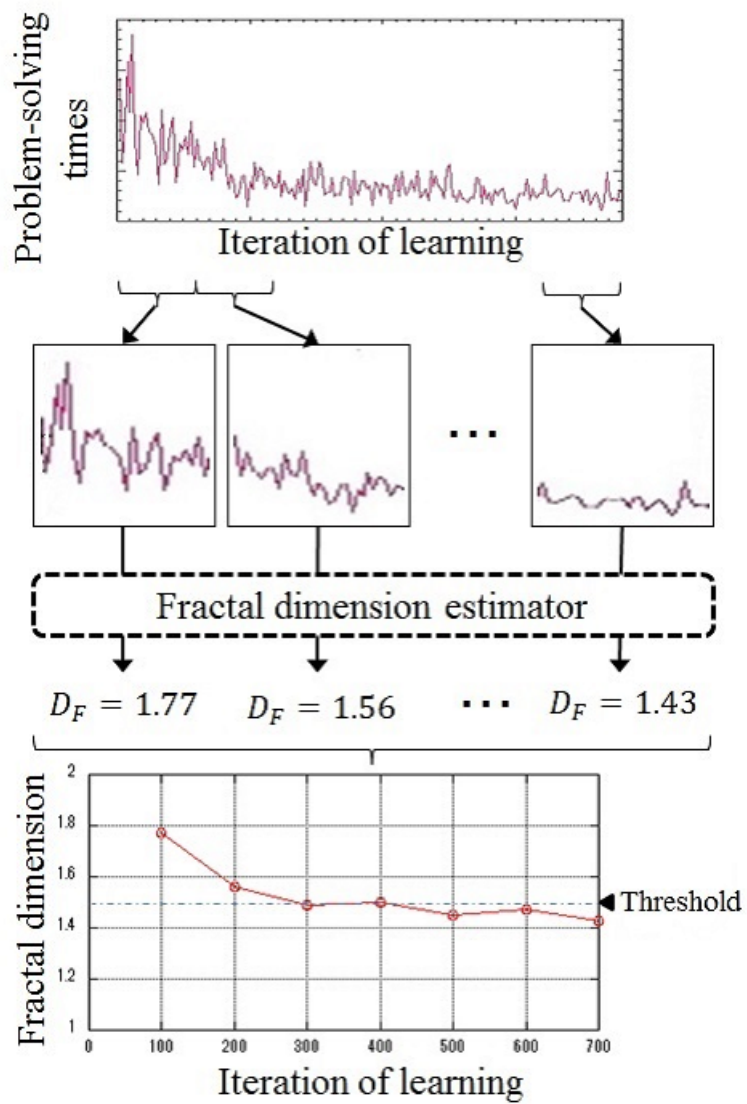 Problem-solving
times
Iteration of learning
...
Fractal dimension estimator
D_F = 1.77
D_F = 1.56
...
D_F = 1.43
Fractal dimension
2
1.8
1.6
1.4
1.2
1
Threshold
0 100 200 300 400 500 600 700
Iteration of learning